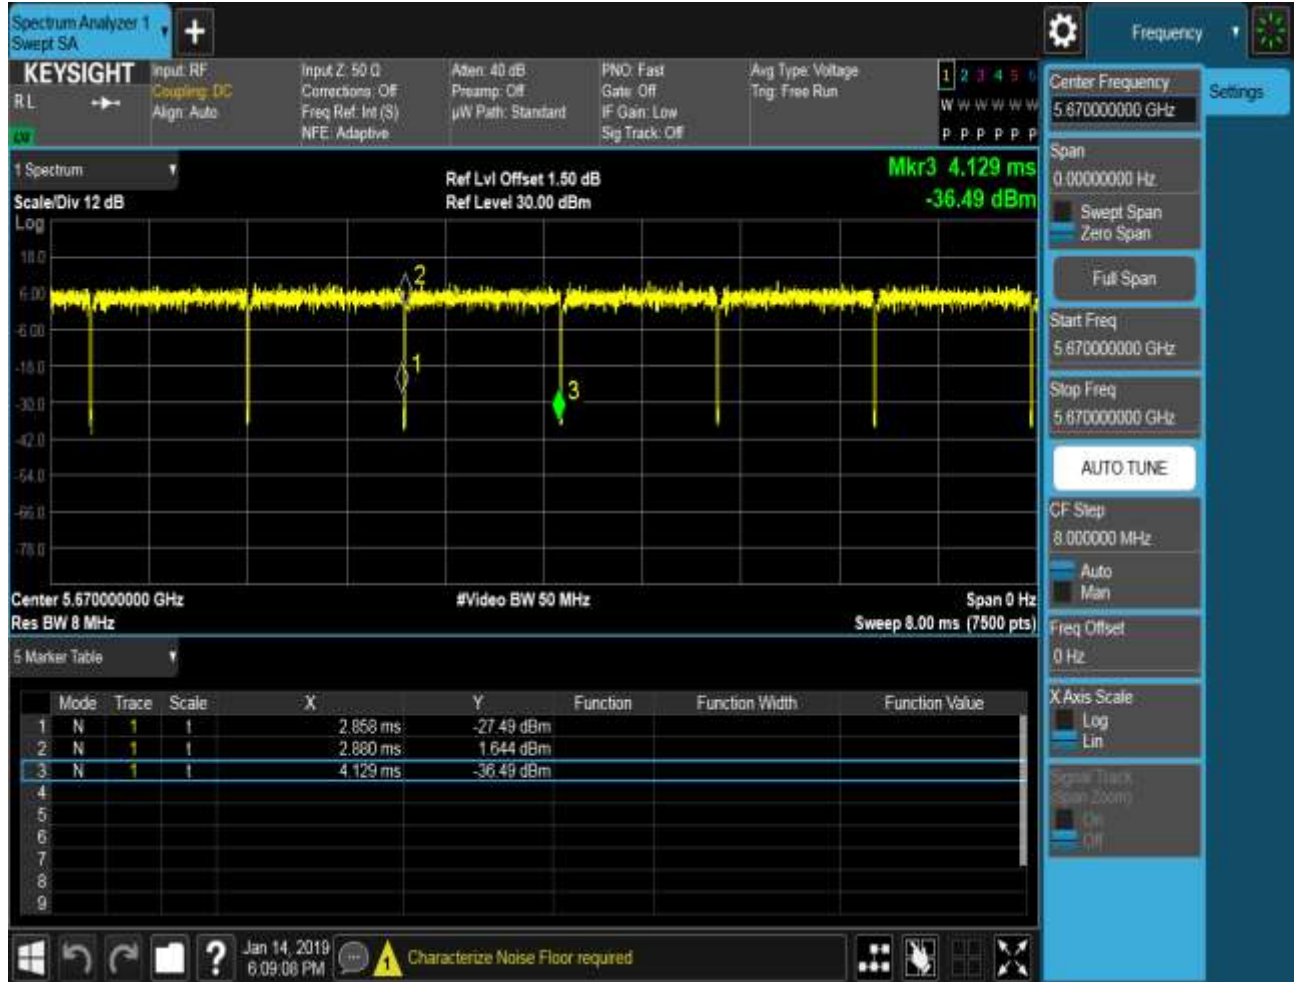 Spectrum Analyzer 1
Swept SA
+
Frequency
KEYSIGHT
R L
Input: RF
Coupling: DC
Align: Auto
Input Z: 50 Ω
Corrections: Off
Freq Ref: Int (S)
NFE: Adaptive
Atten: 40 dB
Preamp: Off
µW Path: Standard
PNO: Fast
Gate: Off
IF Gain: Low
Sig Track: Off
Avg Type: Voltage
Trig: Free Run
1 2 3 4 5 6
W W W W W W
P P P P P P
1 Spectrum
Scale/Div 12 dB
Ref Lvl Offset 1.50 dB
Ref Level 30.00 dBm
Mkr3 4.129 ms
-36.49 dBm
Log
18.0
6.00
-6.00
-18.0
-30.0
-42.0
-54.0
-66.0
-78.0
2
1
3
Center 5.670000000 GHz
Res BW 8 MHz
#Video BW 50 MHz
Span 0 Hz
Sweep 8.00 ms (7500 pts)
5 Marker Table
Mode Trace Scale X Y Function Function Width Function Value
1 N 1 t 2.858 ms -27.49 dBm
2 N 1 t 2.880 ms 1.644 dBm
3 N 1 t 4.129 ms -36.49 dBm
4
5
6
7
8
9
Jan 14, 2019
6:09:08 PM
?
1
Characterize Noise Floor required
Center Frequency
5.670000000 GHz
Settings
Span
0.00000000 Hz
Swept Span
Zero Span
Full Span
Start Freq
5.670000000 GHz
Stop Freq
5.670000000 GHz
AUTO TUNE
CF Step
8.000000 MHz
Auto
Man
Freq Offset
0 Hz
X Axis Scale
Log
Lin
Signal Track
(Span Zoom)
On
Off